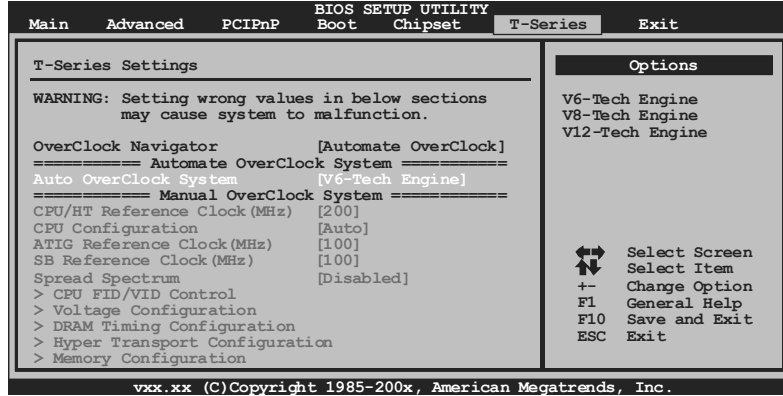 BIOS SETUP UTILITY
Main Advanced PCIPnP Boot Chipset T-Series Exit
T-Series Settings
WARNING: Setting wrong values in below sections
may cause system to malfunction.
OverClock Navigator [Automate OverClock]
=========== Automate OverClock System ===========
Auto OverClock System [V6-Tech Engine]
============ Manual OverClock System ============
CPU/HT Reference Clock(MHz) [200]
CPU Configuration [Auto]
ATIG Reference Clock(MHz) [100]
SB Reference Clock(MHz) [100]
Spread Spectrum [Disabled]
> CPU FID/VID Control
> Voltage Configuration
> DRAM Timing Configuration
> Hyper Transport Configuration
> Memory Configuration
Options
V6-Tech Engine
V8-Tech Engine
V12-Tech Engine
Select Screen
Select Item
+- Change Option
F1 General Help
F10 Save and Exit
ESC Exit
vxx.xx (C)Copyright 1985-200x, American Megatrends, Inc.